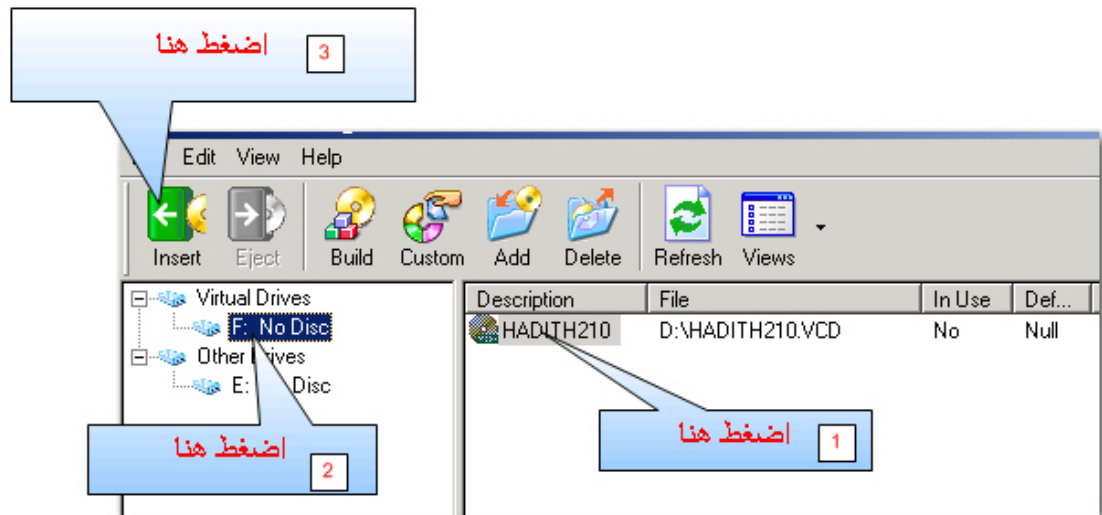 اضغط هنا 3
Edit View Help
Insert Eject Build Custom Add Delete Refresh Views
Virtual Drives
F: No Disc
Other Drives
E: Disc
Description File In Use Def...
HADITH210 D:\HADITH210.VCD No Null
اضغط هنا 1
اضغط هنا 2